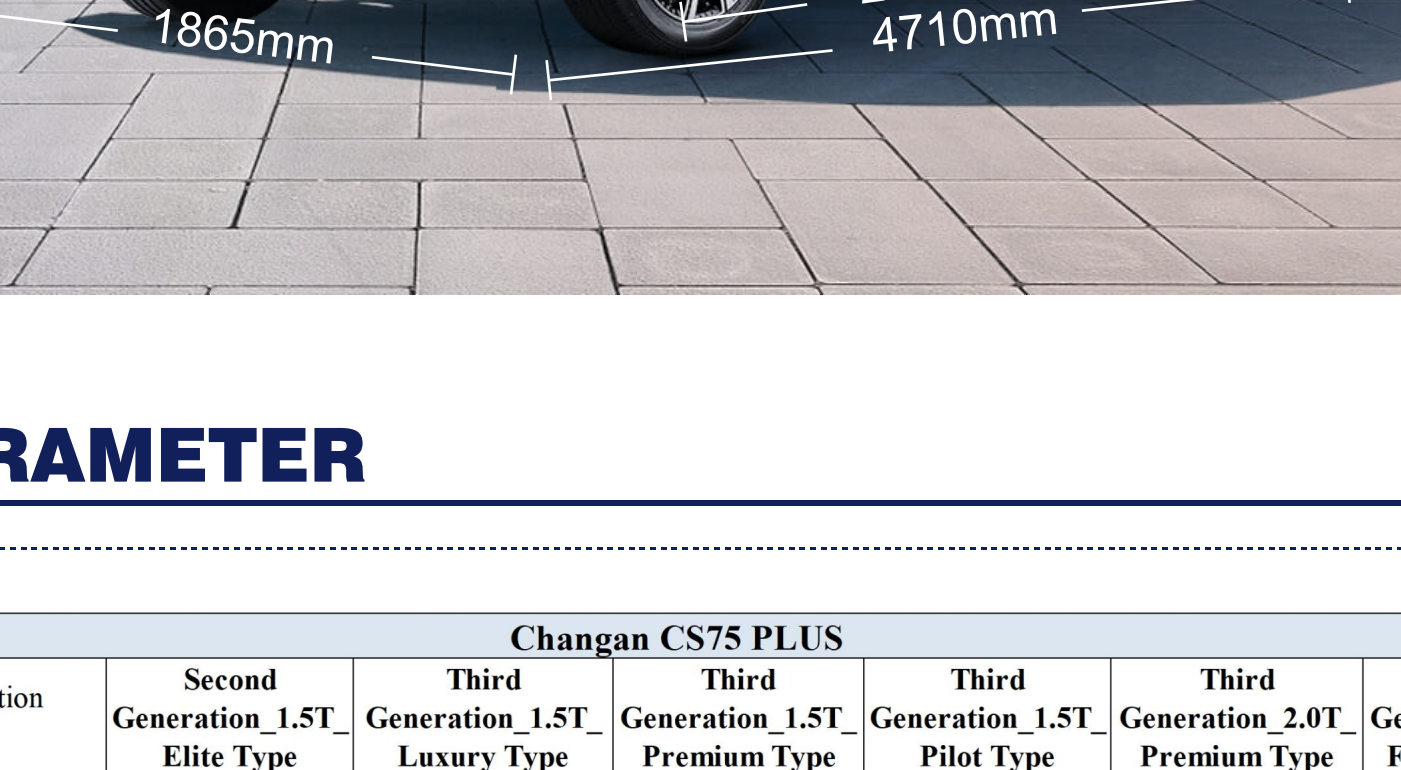 1865mm
4710mm
RAMETER
Changan CS75 PLUS
tion
Second
Generation_1.5T_
Elite Type
Third
Generation_1.5T_
Luxury Type
Third
Generation_1.5T_
Premium Type
Third
Generation_1.5T_
Pilot Type
Third
Generation_2.0T_
Premium Type
Ge